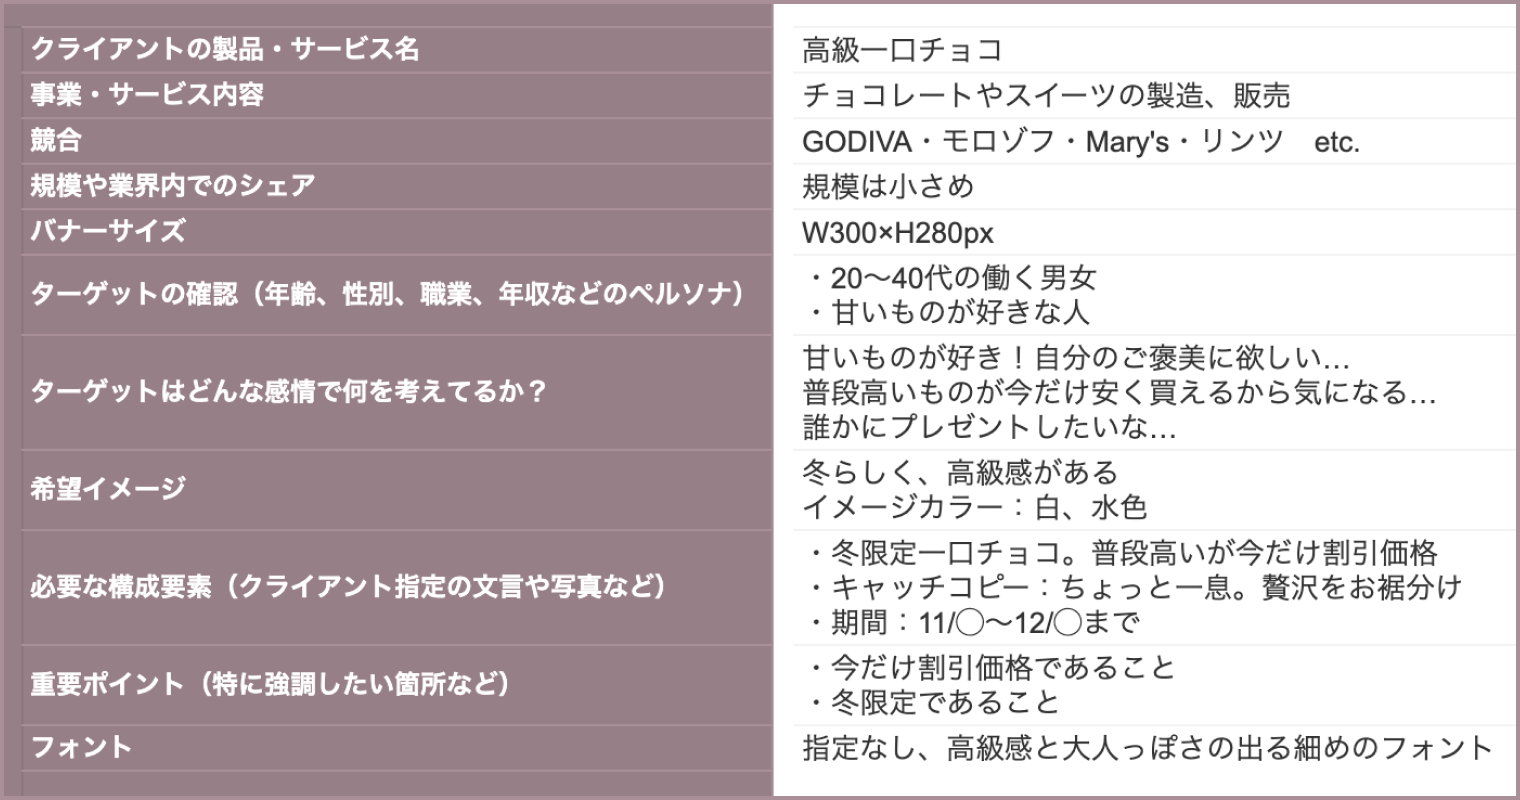 クライアントの製品・サービス名
高級一口チョコ
事業・サービス内容
チョコレートやスイーツの製造、販売
競合
GODIVA・モロゾフ・Mary's・リンツ　etc.
規模や業界内でのシェア
規模は小さめ
バナーサイズ
W300×H280px
ターゲットの確認（年齢、性別、職業、年収などのペルソナ）
・20〜40代の働く男女
・甘いものが好きな人
ターゲットはどんな感情で何を考えてるか？
甘いものが好き！自分のご褒美に欲しい…
普段高いものが今だけ安く買えるから気になる…
誰かにプレゼントしたいな…
希望イメージ
冬らしく、高級感がある
イメージカラー：白、水色
必要な構成要素（クライアント指定の文言や写真など）
・冬限定一口チョコ。普段高いが今だけ割引価格
・キャッチコピー：ちょっと一息。贅沢をお裾分け
・期間：11/◯〜12/◯まで
重要ポイント（特に強調したい箇所など）
・今だけ割引価格であること
・冬限定であること
フォント
指定なし、高級感と大人っぽさの出る細めのフォント